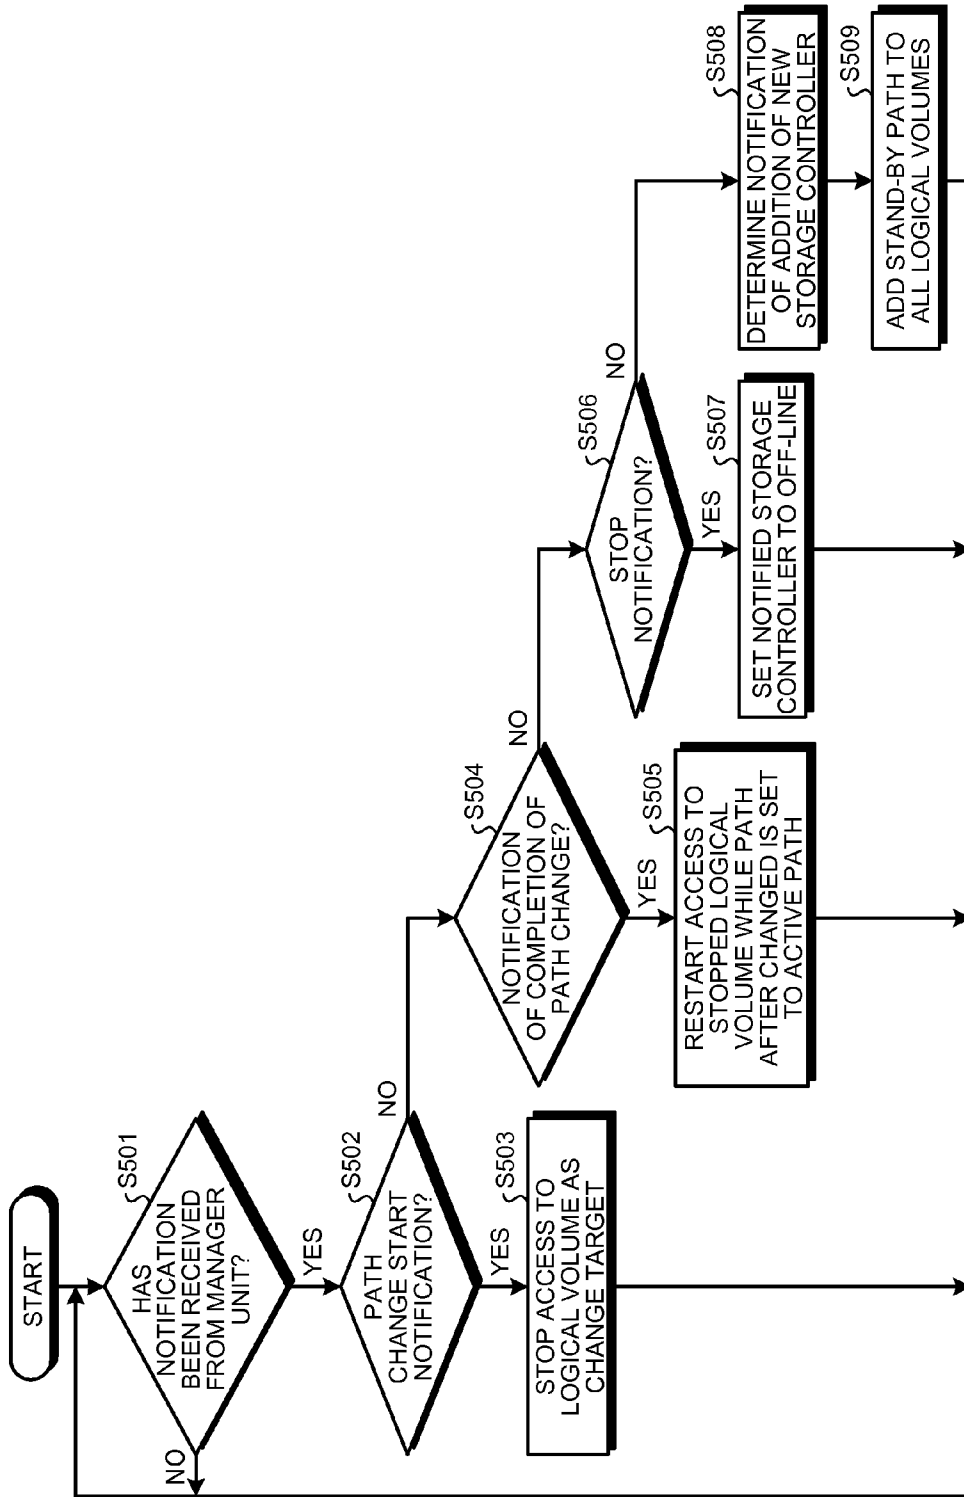 START
S501
HAS
NOTIFICATION
BEEN RECEIVED
FROM MANAGER
UNIT?
NO
YES
S502
PATH
CHANGE START
NOTIFICATION?
NO
YES
S503
STOP ACCESS TO
LOGICAL VOLUME AS
CHANGE TARGET
S504
NOTIFICATION
OF COMPLETION OF
PATH CHANGE?
NO
YES
S505
RESTART ACCESS TO
STOPPED LOGICAL
VOLUME WHILE PATH
AFTER CHANGED IS SET
TO ACTIVE PATH
S506
STOP
NOTIFICATION?
NO
YES
S507
SET NOTIFIED STORAGE
CONTROLLER TO OFF-LINE
S508
DETERMINE NOTIFICATION
OF ADDITION OF NEW
STORAGE CONTROLLER
S509
ADD STAND-BY PATH TO
ALL LOGICAL VOLUMES